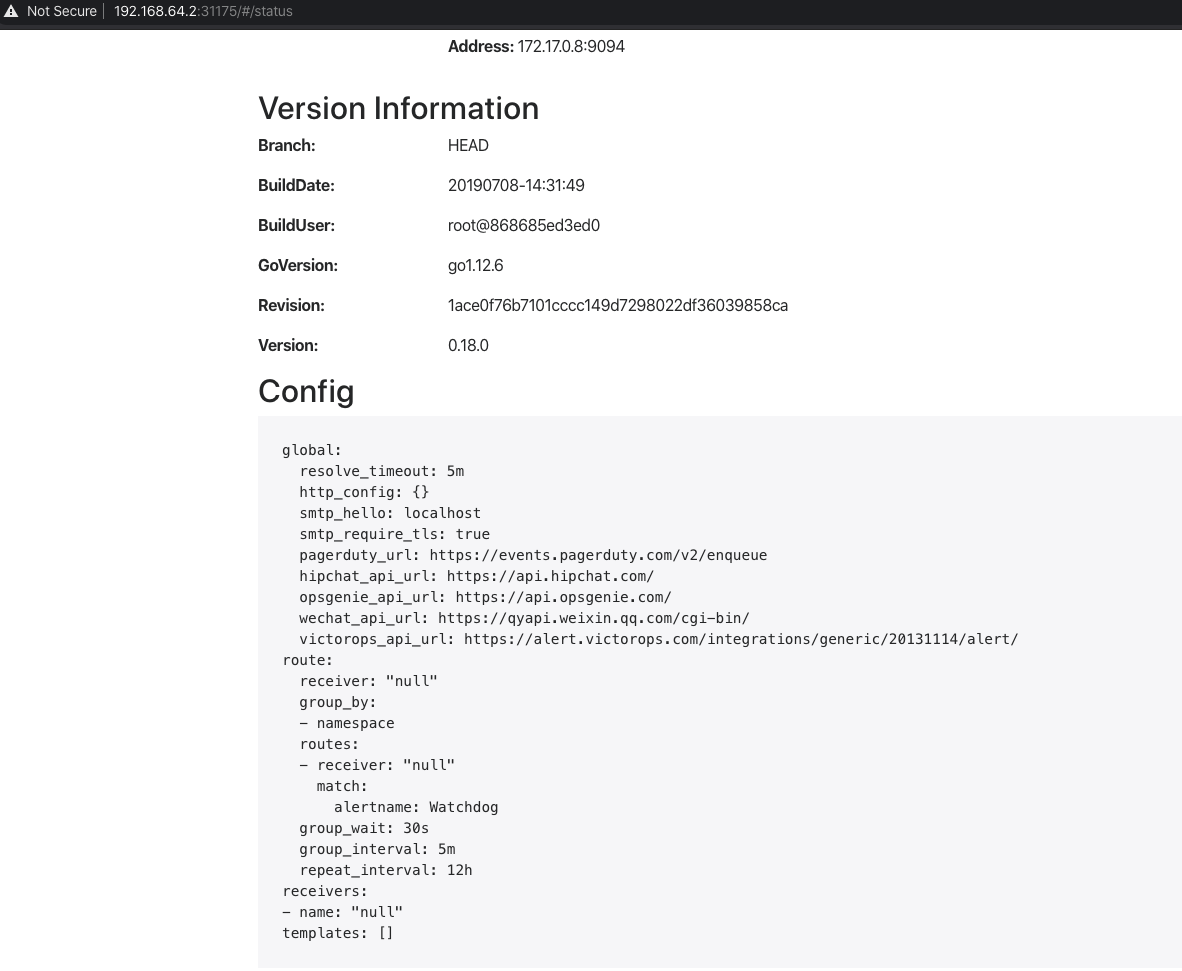 Not Secure | 192.168.64.2:31175/#/status
Address: 172.17.0.8:9094
Version Information
Branch: HEAD
BuildDate: 20190708-14:31:49
BuildUser: root@868685ed3ed0
GoVersion: go1.12.6
Revision: 1ace0f76b7101cccc149d7298022df36039858ca
Version: 0.18.0
Config
global:
  resolve_timeout: 5m
  http_config: {}
  smtp_hello: localhost
  smtp_require_tls: true
  pagerduty_url: https://events.pagerduty.com/v2/enqueue
  hipchat_api_url: https://api.hipchat.com/
  opsgenie_api_url: https://api.opsgenie.com/
  wechat_api_url: https://qyapi.weixin.qq.com/cgi-bin/
  victorops_api_url: https://alert.victorops.com/integrations/generic/20131114/alert/
route:
  receiver: "null"
  group_by:
  - namespace
  routes:
  - receiver: "null"
    match:
      alertname: Watchdog
  group_wait: 30s
  group_interval: 5m
  repeat_interval: 12h
receivers:
- name: "null"
templates: []